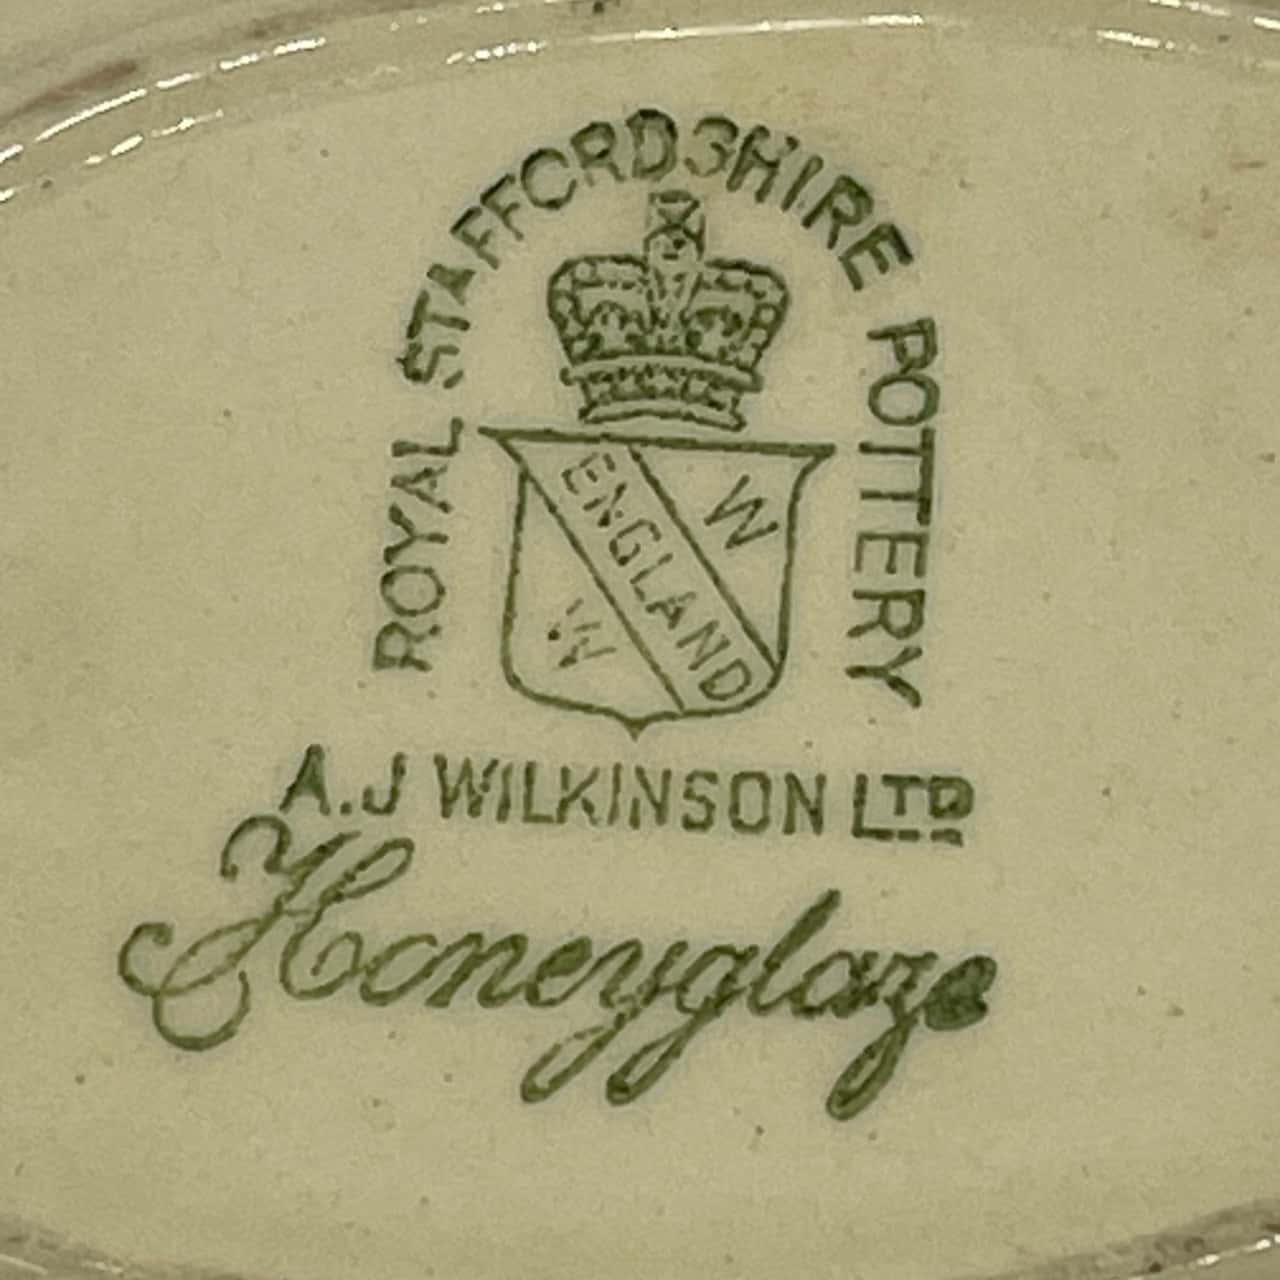 ROYAL STAFFORDSHIRE POTTERY
W
ENGLAND
W
A.J WILKINSON LTD
Honeyglaze